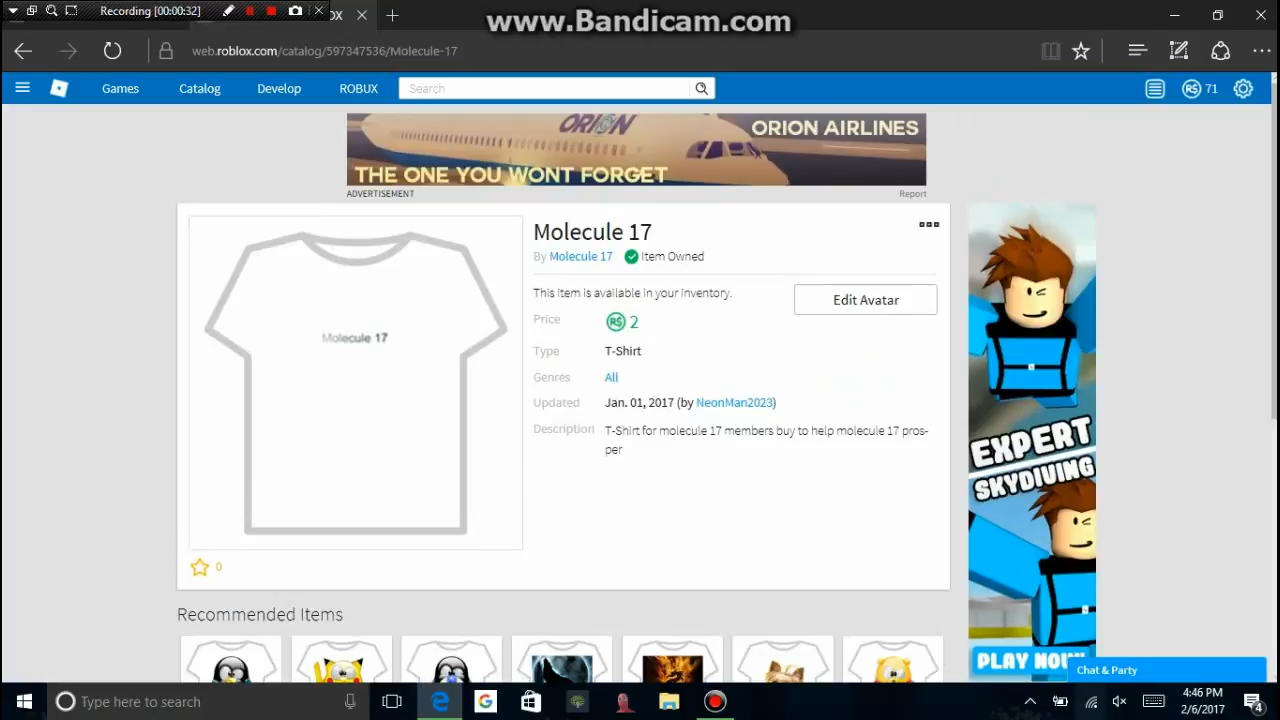 Recording [00:00:32]
www.Bandicam.com
OX
web.roblox.com/catalog/597347536/Molecule-17
Games
Catalog
Develop
ROBUX
Search
R$ 71
ORION
ORION AIRLINES
THE ONE YOU WONT FORGET
ADVERTISEMENT
Report
Molecule 17
Molecule 17
By Molecule 17 Item Owned
This item is available in your inventory.
Edit Avatar
Price R$ 2
Type T-Shirt
Genres All
Updated Jan. 01, 2017 (by NeonMan2023)
Description T-Shirt for molecule 17 members buy to help molecule 17 pros-
per
0
EXPERT
SKYDIVING
Recommended Items
Chat & Party
Type here to search
4:46 PM
2/6/2017
4